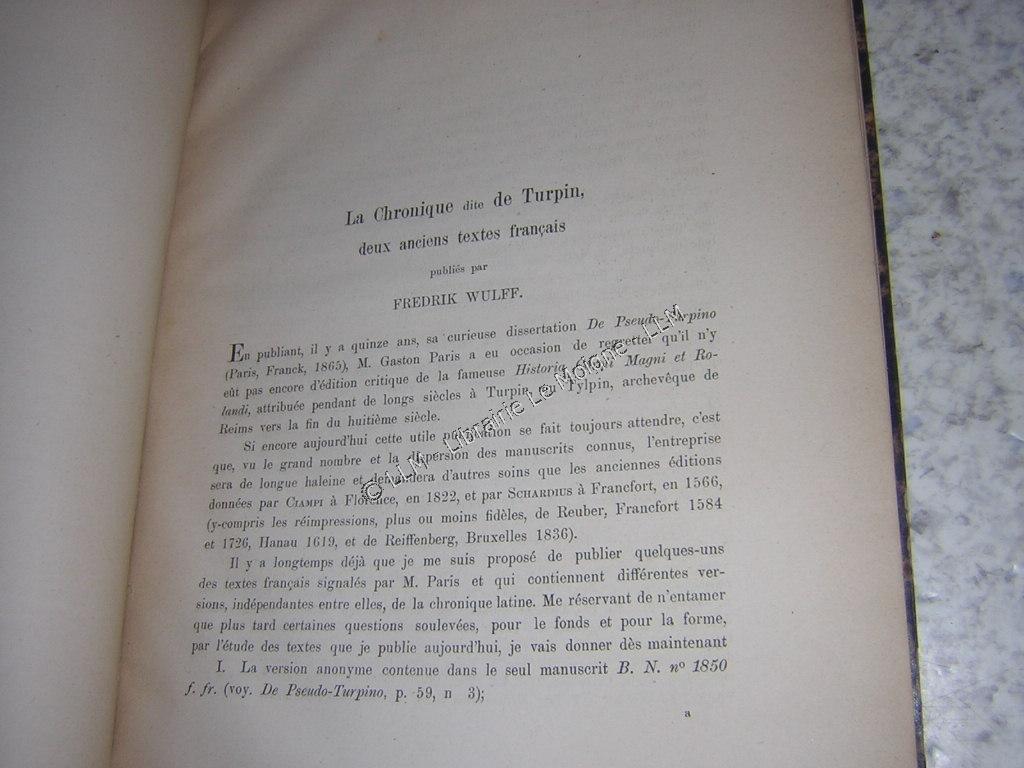 La Chronique dite de Turpin,
deux anciens textes français
publiés par
FREDRIK WULFF.
En publiant, il y a quinze ans, sa curieuse dissertation De Pseudo-Turpino
(Paris, Franck, 1865), M. Gaston Paris a eu occasion de regretter qu'il n'y
eût pas encore d'édition critique de la fameuse Historia Magni et Ro-
landi, attribuée pendant de longs siècles à Turpin ou Tylpin, archevêque de
Reims vers la fin du huitième siècle.
Si encore aujourd'hui cette utile publication se fait toujours attendre, c'est
que, vu le grand nombre et la dispersion des manuscrits connus, l'entreprise
sera de longue haleine et demandera d'autres soins que les anciennes éditions
données par CIAMPI à Florence, en 1822, et par SCHARDIUS à Francfort, en 1566,
(y-compris les réimpressions, plus ou moins fidèles, de Reuber, Francfort 1584
et 1726, Hanau 1619, et de Reiffenberg, Bruxelles 1836).
Il y a longtemps déjà que je me suis proposé de publier quelques-uns
des textes français signalés par M. Paris et qui contiennent différentes ver-
sions, indépendantes entre elles, de la chronique latine. Me réservant de n'entamer
que plus tard certaines questions soulevées, pour le fonds et pour la forme,
par l'étude des textes que je publie aujourd'hui, je vais donner dès maintenant
I. La version anonyme contenue dans le seul manuscrit B. N. nº 1850
f. fr. (voy. De Pseudo-Turpino, p. 59, n 3);
a
© LLM - Librairie Le Moigne - LLM